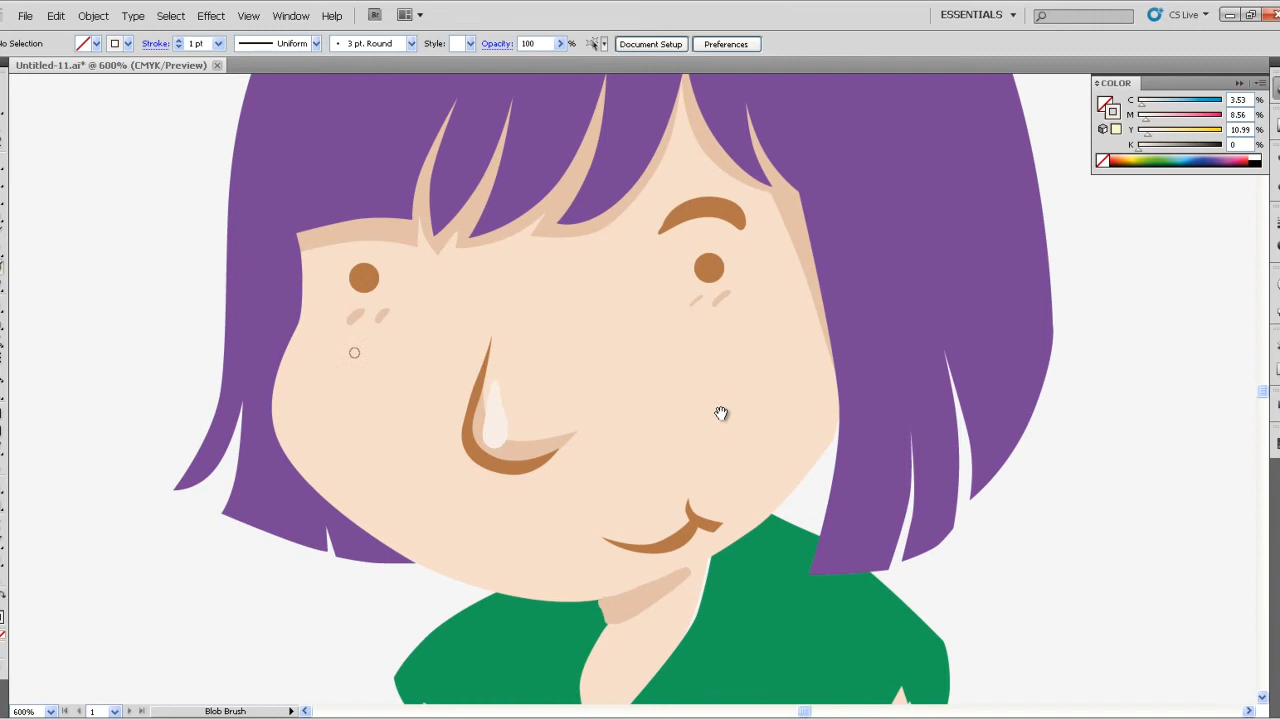 File Edit Object Type Select Effect View Window Help Br ESSENTIALS CS Live
o Selection Stroke: 1 pt Uniform 3 pt. Round Style: Opacity: 100 % Document Setup Preferences
Untitled-11.ai* @ 600% (CMYK/Preview)
COLOR
C 3.53 %
M 8.56 %
Y 10.99 %
K 0 %
600% 1 Blob Brush